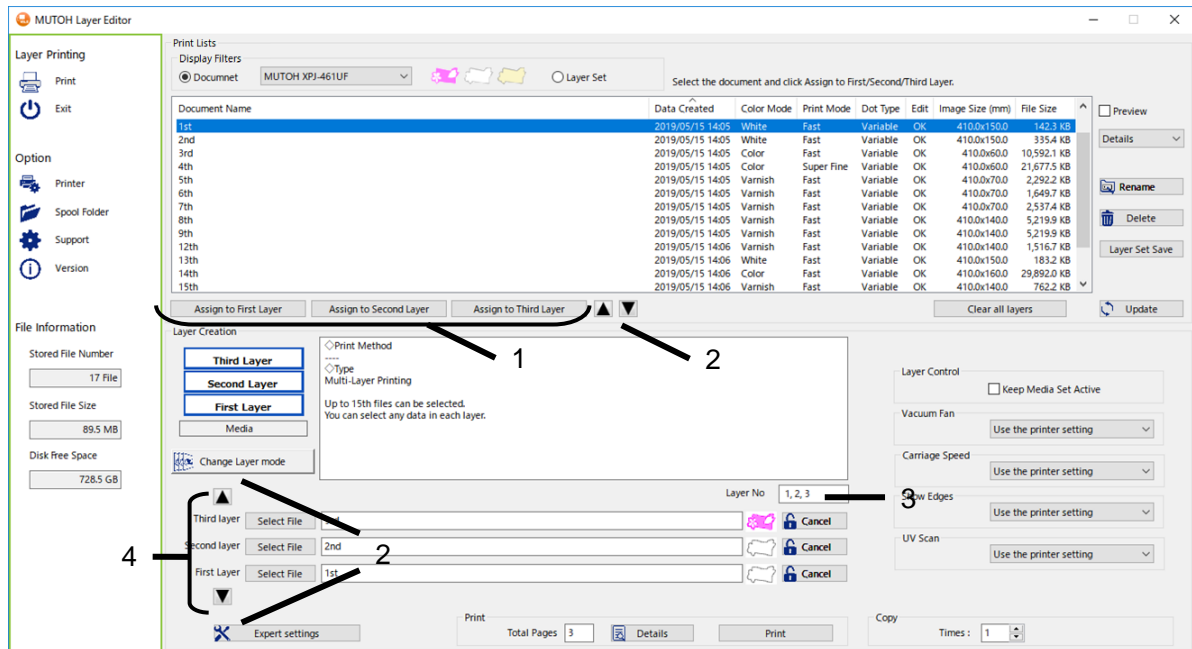 MUTOH Layer Editor
Layer Printing
Print
Exit
Option
Printer
Spool Folder
Support
Version
File Information
Stored File Number
17 File
Stored File Size
89.5 MB
Disk Free Space
728.5 GB
Print Lists
Display Filters
Documnet MUTOH XPJ-461UF Layer Set
Select the document and click Assign to First/Second/Third Layer.
Document Name Data Created Color Mode Print Mode Dot Type Edit Image Size (mm) File Size
1st 2019/05/15 14:05 White Fast Variable OK 410.0x150.0 142.3 KB
2nd 2019/05/15 14:05 White Fast Variable OK 410.0x150.0 335.4 KB
3rd 2019/05/15 14:05 Color Fast Variable OK 410.0x60.0 10,592.1 KB
4th 2019/05/15 14:05 Color Super Fine Variable OK 410.0x60.0 21,677.5 KB
5th 2019/05/15 14:05 Varnish Fast Variable OK 410.0x70.0 2,292.2 KB
6th 2019/05/15 14:05 Varnish Fast Variable OK 410.0x70.0 1,649.7 KB
7th 2019/05/15 14:05 Varnish Fast Variable OK 410.0x70.0 2,537.4 KB
8th 2019/05/15 14:05 Varnish Fast Variable OK 410.0x140.0 5,219.9 KB
9th 2019/05/15 14:05 Varnish Fast Variable OK 410.0x140.0 5,219.9 KB
12th 2019/05/15 14:06 Varnish Fast Variable OK 410.0x140.0 1,516.7 KB
13th 2019/05/15 14:06 White Fast Variable OK 410.0x150.0 183.2 KB
14th 2019/05/15 14:06 Color Fast Variable OK 410.0x160.0 29,892.0 KB
15th 2019/05/15 14:06 Varnish Fast Variable OK 410.0x140.0 762.2 KB
Preview
Details
Rename
Delete
Layer Set Save
Assign to First Layer Assign to Second Layer Assign to Third Layer Clear all layers Update
1 2
Layer Creation
Third Layer
Second Layer
First Layer
Media
Change Layer mode
◇Print Method
----
◇Type
Multi-Layer Printing
Up to 15th files can be selected.
You can select any data in each layer.
Layer Control
Keep Media Set Active
Vacuum Fan
Use the printer setting
Carriage Speed
Use the printer setting
Use the printer setting
UV Scan
Use the printer setting
Layer No 1, 2, 3
3
Third layer Select File Cancel
Second layer Select File 2nd Cancel
First Layer Select File 1st Cancel
4
2
Expert settings
Print
Total Pages 3 Details Print
Copy
Times : 1